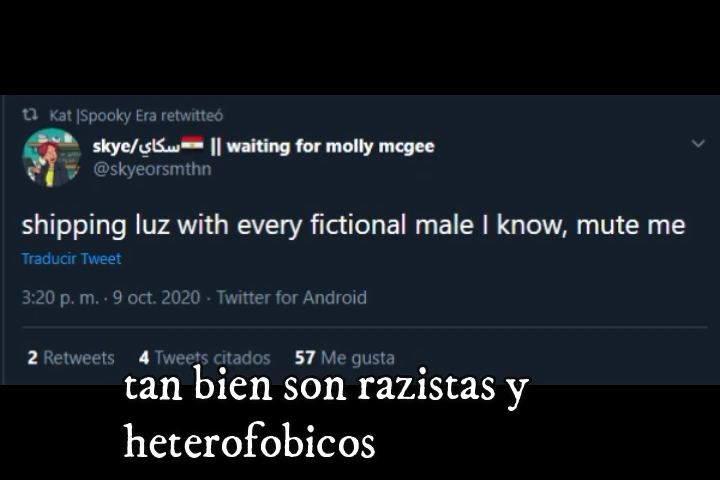 Kat |Spooky Era retwitteó
skye/سكاي🇪🇬 || waiting for molly mcgee
@skyeorsmthn
shipping luz with every fictional male I know, mute me
Traducir Tweet
3:20 p. m. · 9 oct. 2020 · Twitter for Android
2 Retweets 4 Tweets citados 57 Me gusta
tan bien son razistas y
heterofobicos